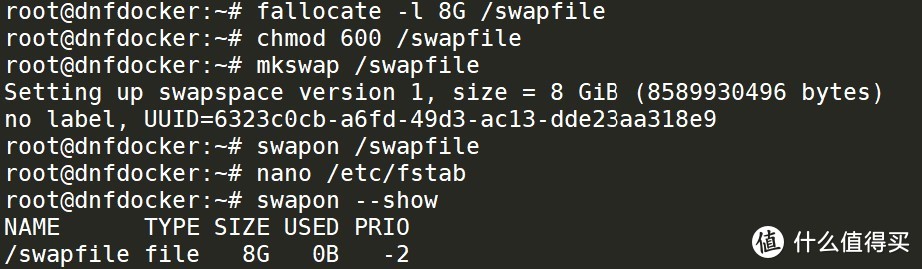 root@dnfdocker:~# fallocate -l 8G /swapfile
root@dnfdocker:~# chmod 600 /swapfile
root@dnfdocker:~# mkswap /swapfile
Setting up swapspace version 1, size = 8 GiB (8589930496 bytes)
no label, UUID=6323c0cb-a6fd-49d3-ac13-dde23aa318e9
root@dnfdocker:~# swapon /swapfile
root@dnfdocker:~# nano /etc/fstab
root@dnfdocker:~# swapon --show
NAME      TYPE SIZE USED PRIO
/swapfile file   8G   0B   -2
值 什么值得买